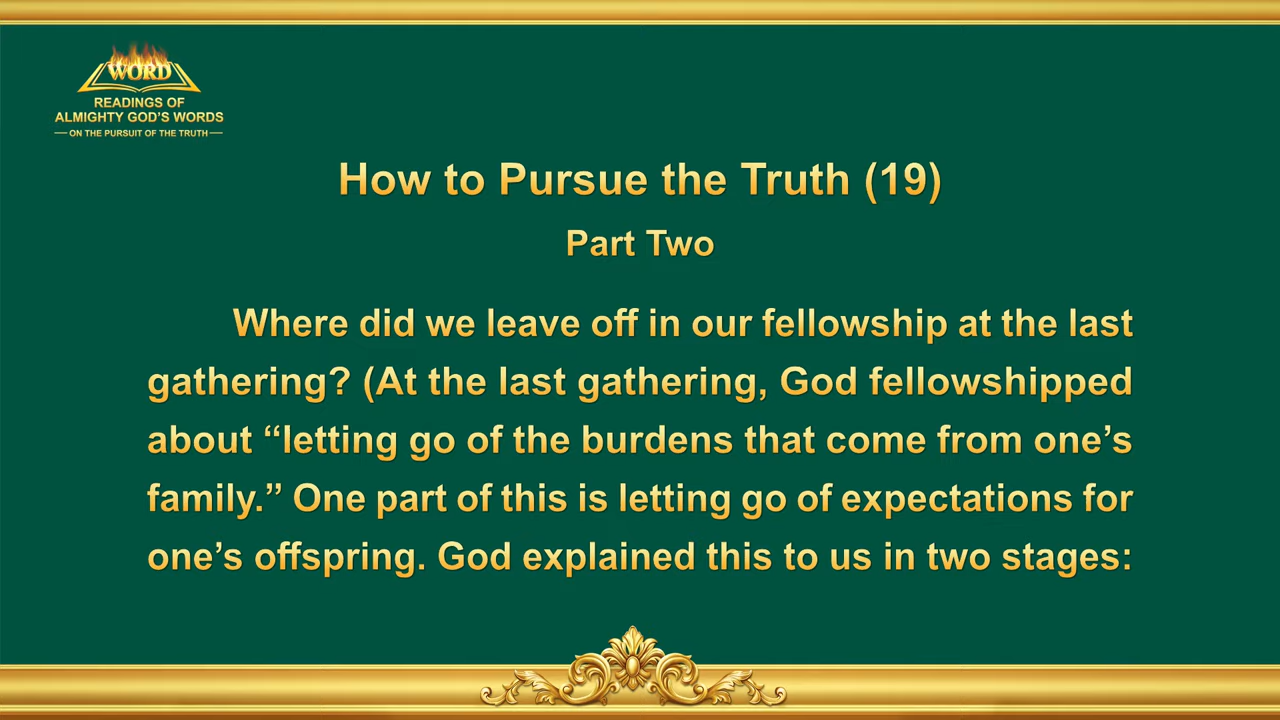 WORD
READINGS OF
ALMIGHTY GOD'S WORDS
— ON THE PURSUIT OF THE TRUTH —
How to Pursue the Truth (19)
Part Two
Where did we leave off in our fellowship at the last
gathering? (At the last gathering, God fellowshipped
about “letting go of the burdens that come from one’s
family.” One part of this is letting go of expectations for
one’s offspring. God explained this to us in two stages: